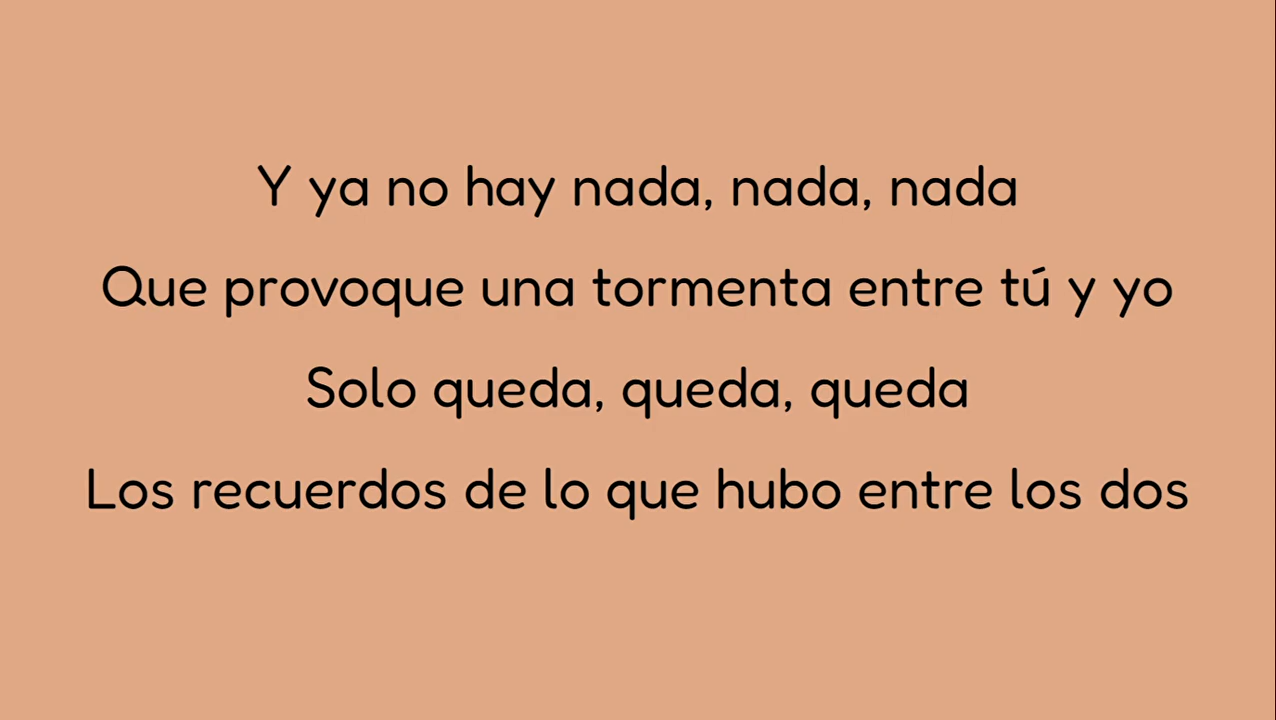 Y ya no hay nada, nada, nada
Que provoque una tormenta entre tú y yo
Solo queda, queda, queda
Los recuerdos de lo que hubo entre los dos